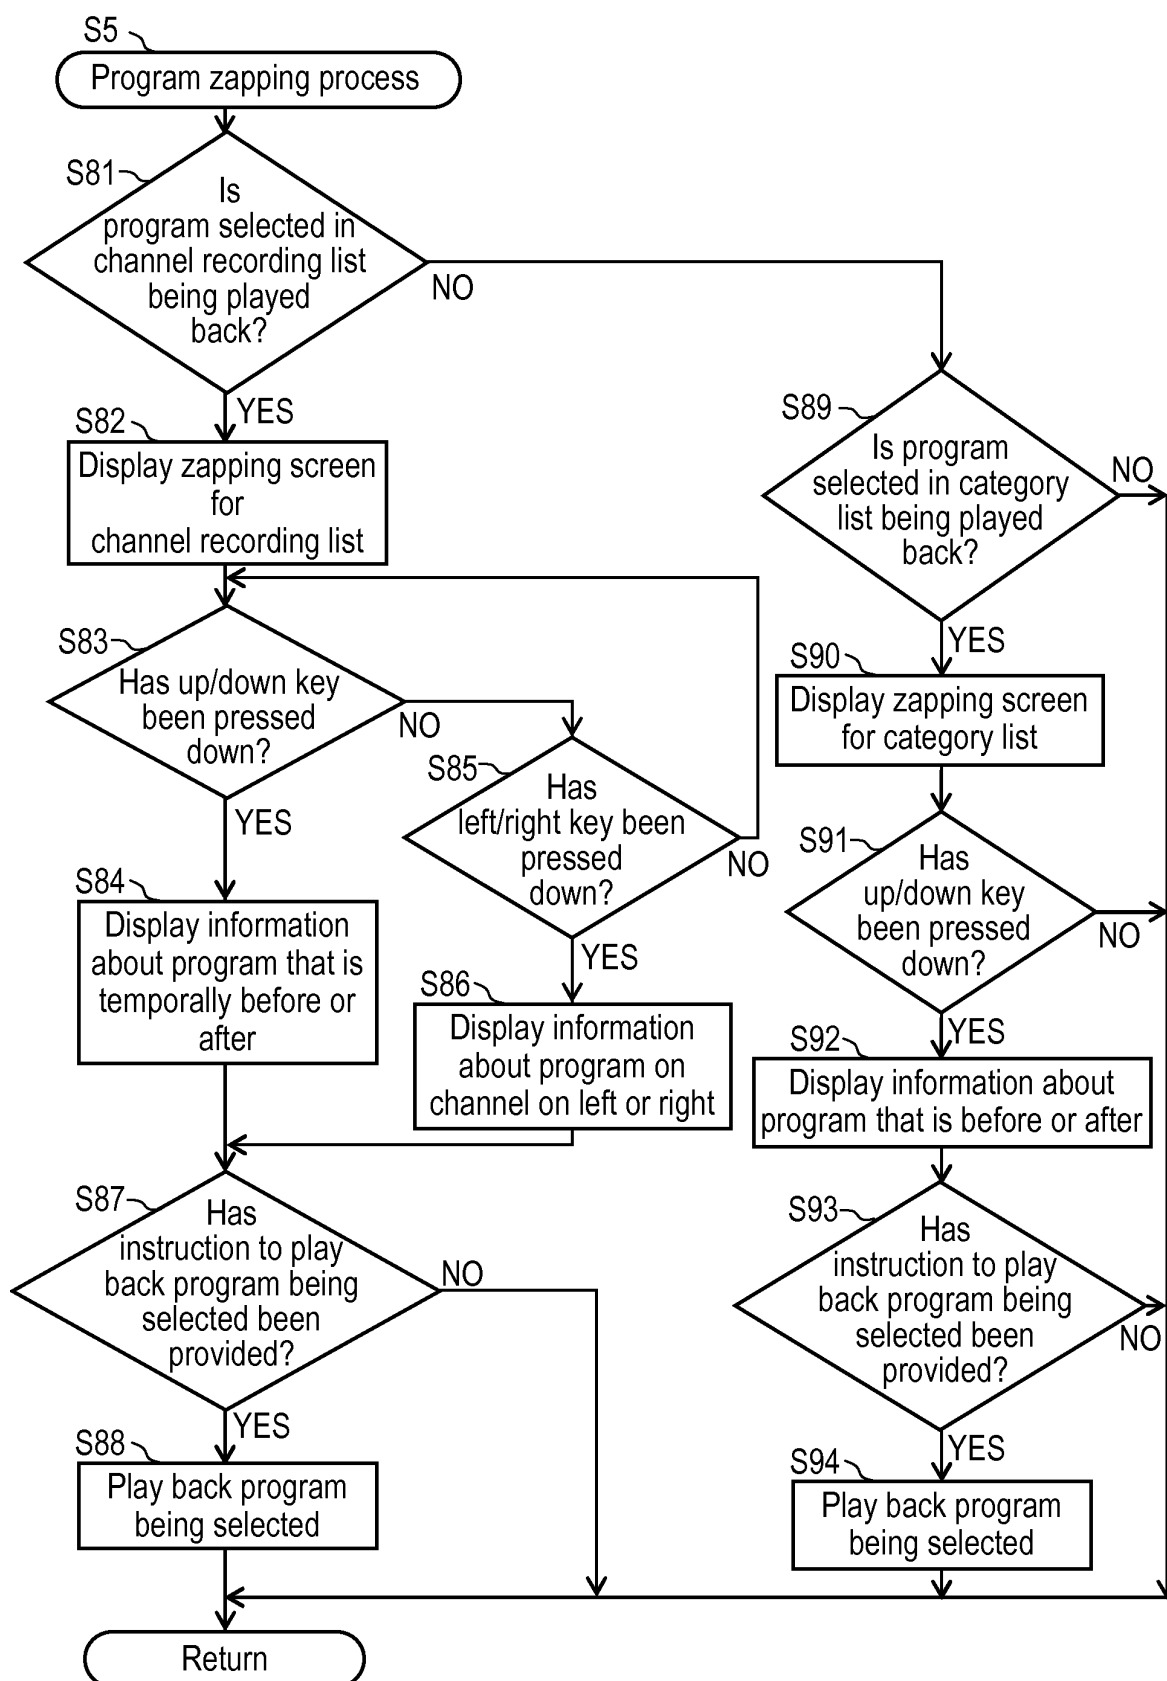 S5
Program zapping process
S81
Is
program selected in
channel recording list
being played
back?
NO
YES
S82
Display zapping screen
for
channel recording list
S83
Has up/down key
been pressed
down?
NO
YES
S84
Display information
about program that is
temporally before or
after
S85
Has
left/right key been
pressed
down?
NO
YES
S86
Display information
about program on
channel on left or right
S87
Has
instruction to play
back program being
selected been
provided?
NO
YES
S88
Play back program
being selected
S89
Is program
selected in category
list being played
back?
NO
YES
S90
Display zapping screen
for category list
S91
Has
up/down key
been pressed
down?
NO
YES
S92
Display information about
program that is before or after
S93
Has
instruction to play
back program being
selected been
provided?
NO
YES
S94
Play back program
being selected
Return